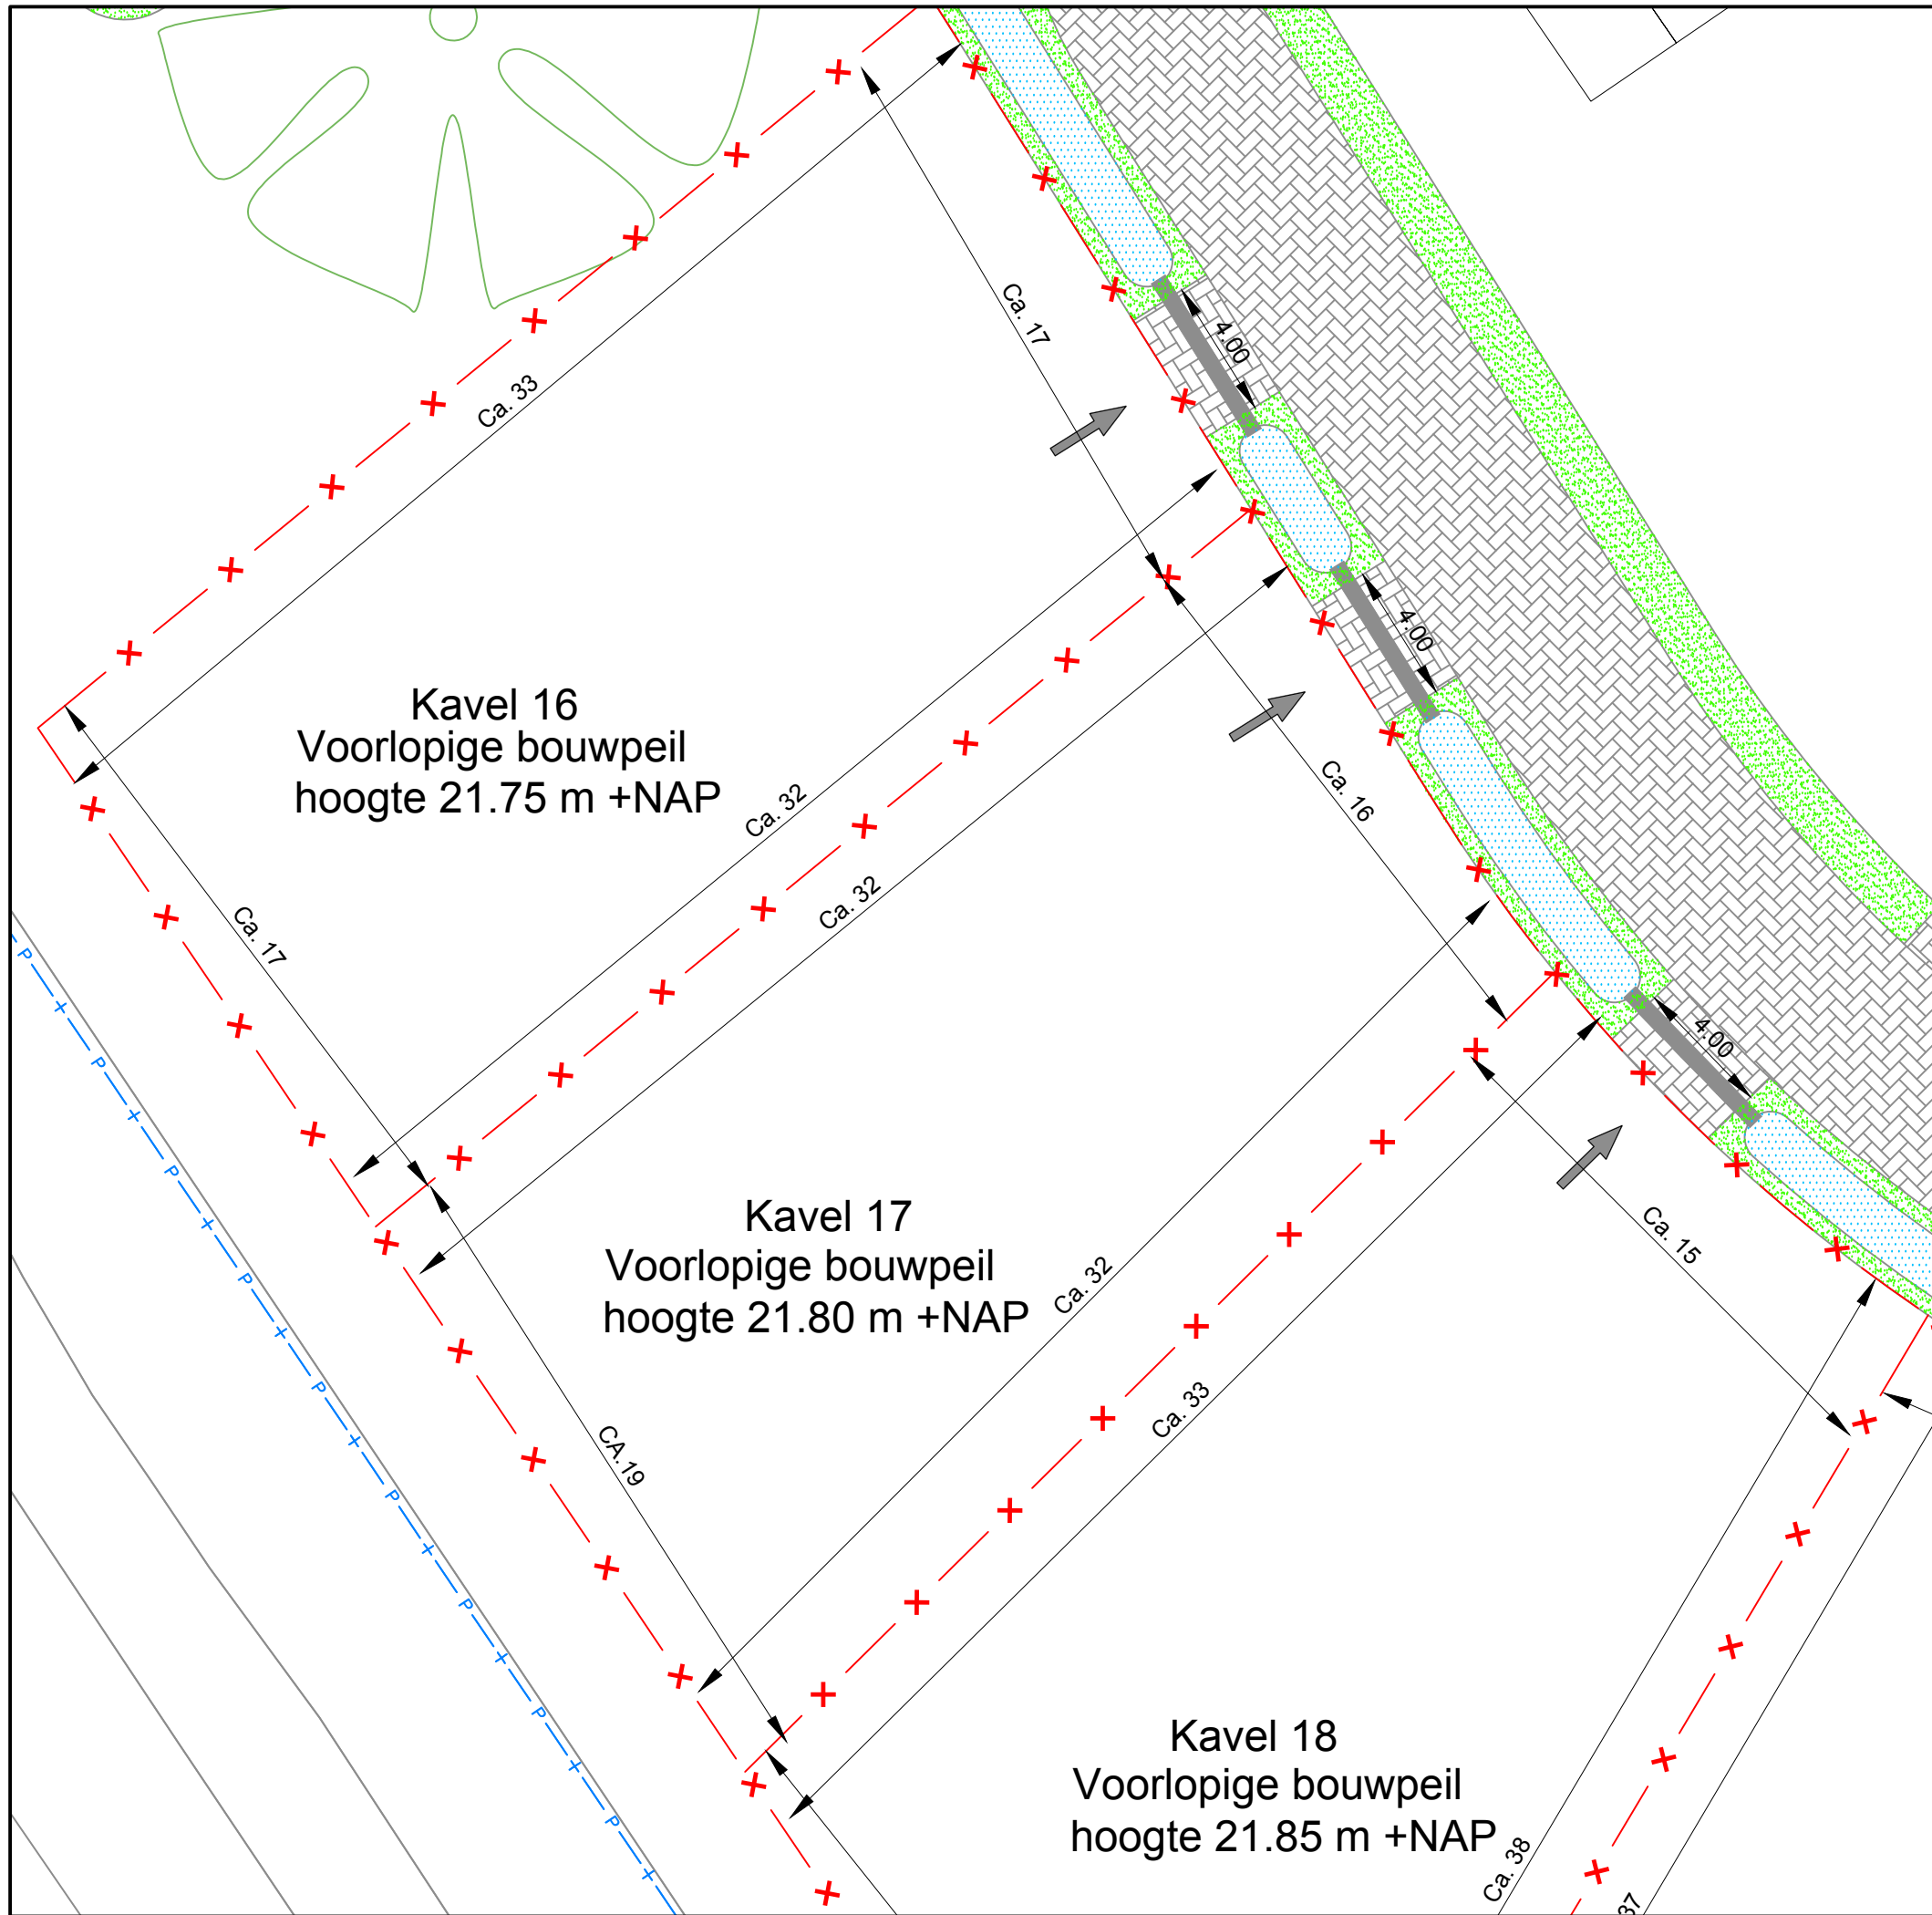 Ca. 17
4.00
Ca. 33
4.00
Kavel 16
Voorlopige bouwpeil
hoogte 21.75 m +NAP
Ca. 32
Ca. 16
Ca. 32
Ca. 17
4.00
Kavel 17
Voorlopige bouwpeil
hoogte 21.80 m +NAP
Ca. 32
Ca. 15
Ca. 33
CA.19
Kavel 18
Voorlopige bouwpeil
hoogte 21.85 m +NAP
Ca. 38
37
P
P
P
P
P
P
P
P
P